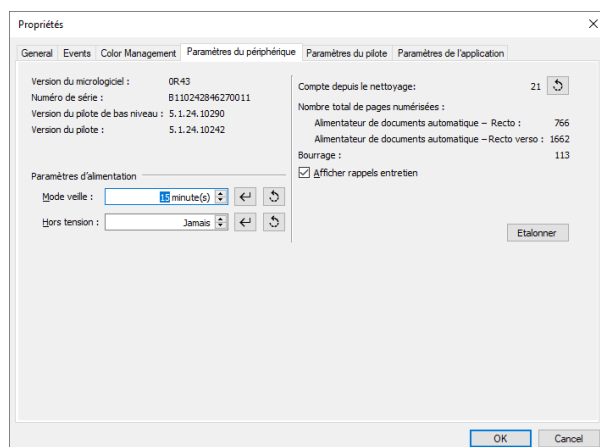 Propriétés
General Events Color Management Paramètres du périphérique Paramètres du pilote Paramètres de l'application
Version du micrologiciel : 0R43
Numéro de série : B110242846270011
Version du pilote de bas niveau : 5.1.24.10290
Version du pilote : 5.1.24.10242
Paramètres d'alimentation
Mode veille : 15 minute(s)
Hors tension : Jamais
Compte depuis le nettoyage: 21
Nombre total de pages numérisées :
Alimentateur de documents automatique – Recto : 766
Alimentateur de documents automatique – Recto verso : 1662
Bourrage : 113
Afficher rappels entretien
Etalonner
OK Cancel